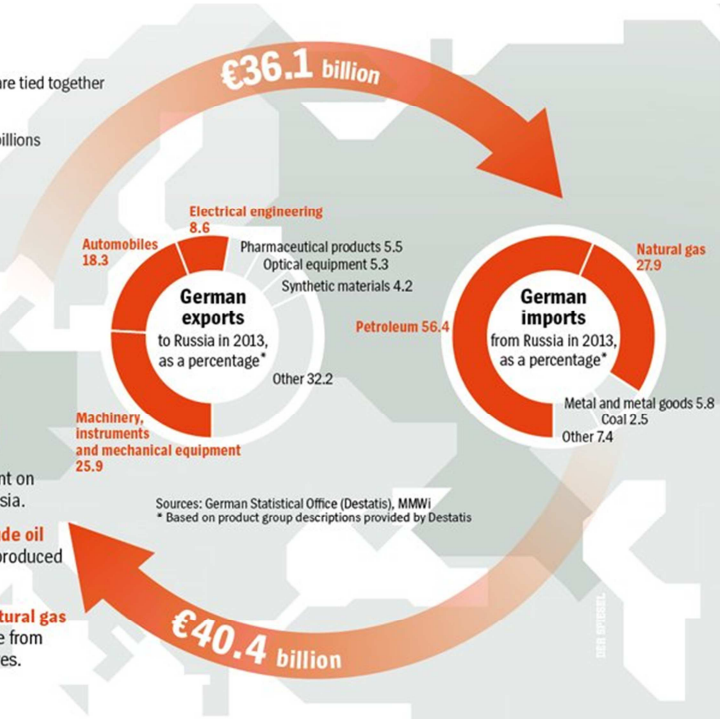 €36.1 billion
are tied together
billions
Electrical engineering
8.6
Automobiles
18.3
Pharmaceutical products 5.5
Optical equipment 5.3
Synthetic materials 4.2
German
exports
to Russia in 2013,
as a percentage*
Other 32.2
Machinery,
instruments
and mechanical equipment
25.9
Natural gas
27.9
Petroleum 56.4
German
imports
from Russia in 2013,
as a percentage*
Metal and metal goods 5.8
Coal 2.5
Other 7.4
nt on
sia.
de oil
produced
tural gas
e from
es.
Sources: German Statistical Office (Destatis), MMWi
* Based on product group descriptions provided by Destatis
€40.4 billion
DER SPIEGEL